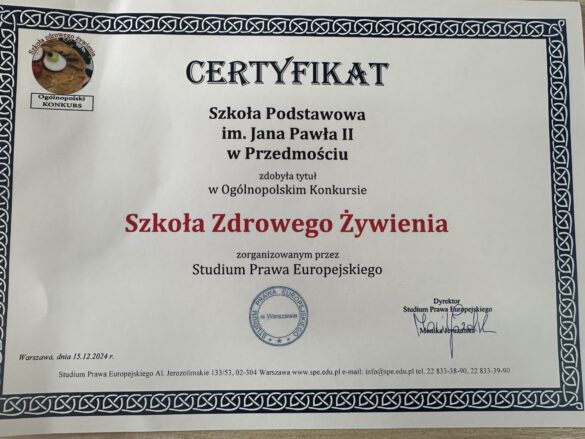 Szkoła zdrowego żywienia
Ogólnopolski
KONKURS
CERTYFIKAT
Szkoła Podstawowa
im. Jana Pawła II
w Przedmościu
zdobyła tytuł
w Ogólnopolskim Konkursie
Szkoła Zdrowego Żywienia
zorganizowanym przez
Studium Prawa Europejskiego
STUDIUM PRAWA EUROPEJSKIEGO
w Warszawie
Dyrektor
Studium Prawa Europejskiego
Monika
Warszawa, dnia 15.12.2024 r.
Studium Prawa Europejskiego Al. Jerozolimskie 133/53, 02-304 Warszawa www.spe.edu.pl e-mail: info@spe.edu.pl tel. 22 833-38-90, 22 833-39-90